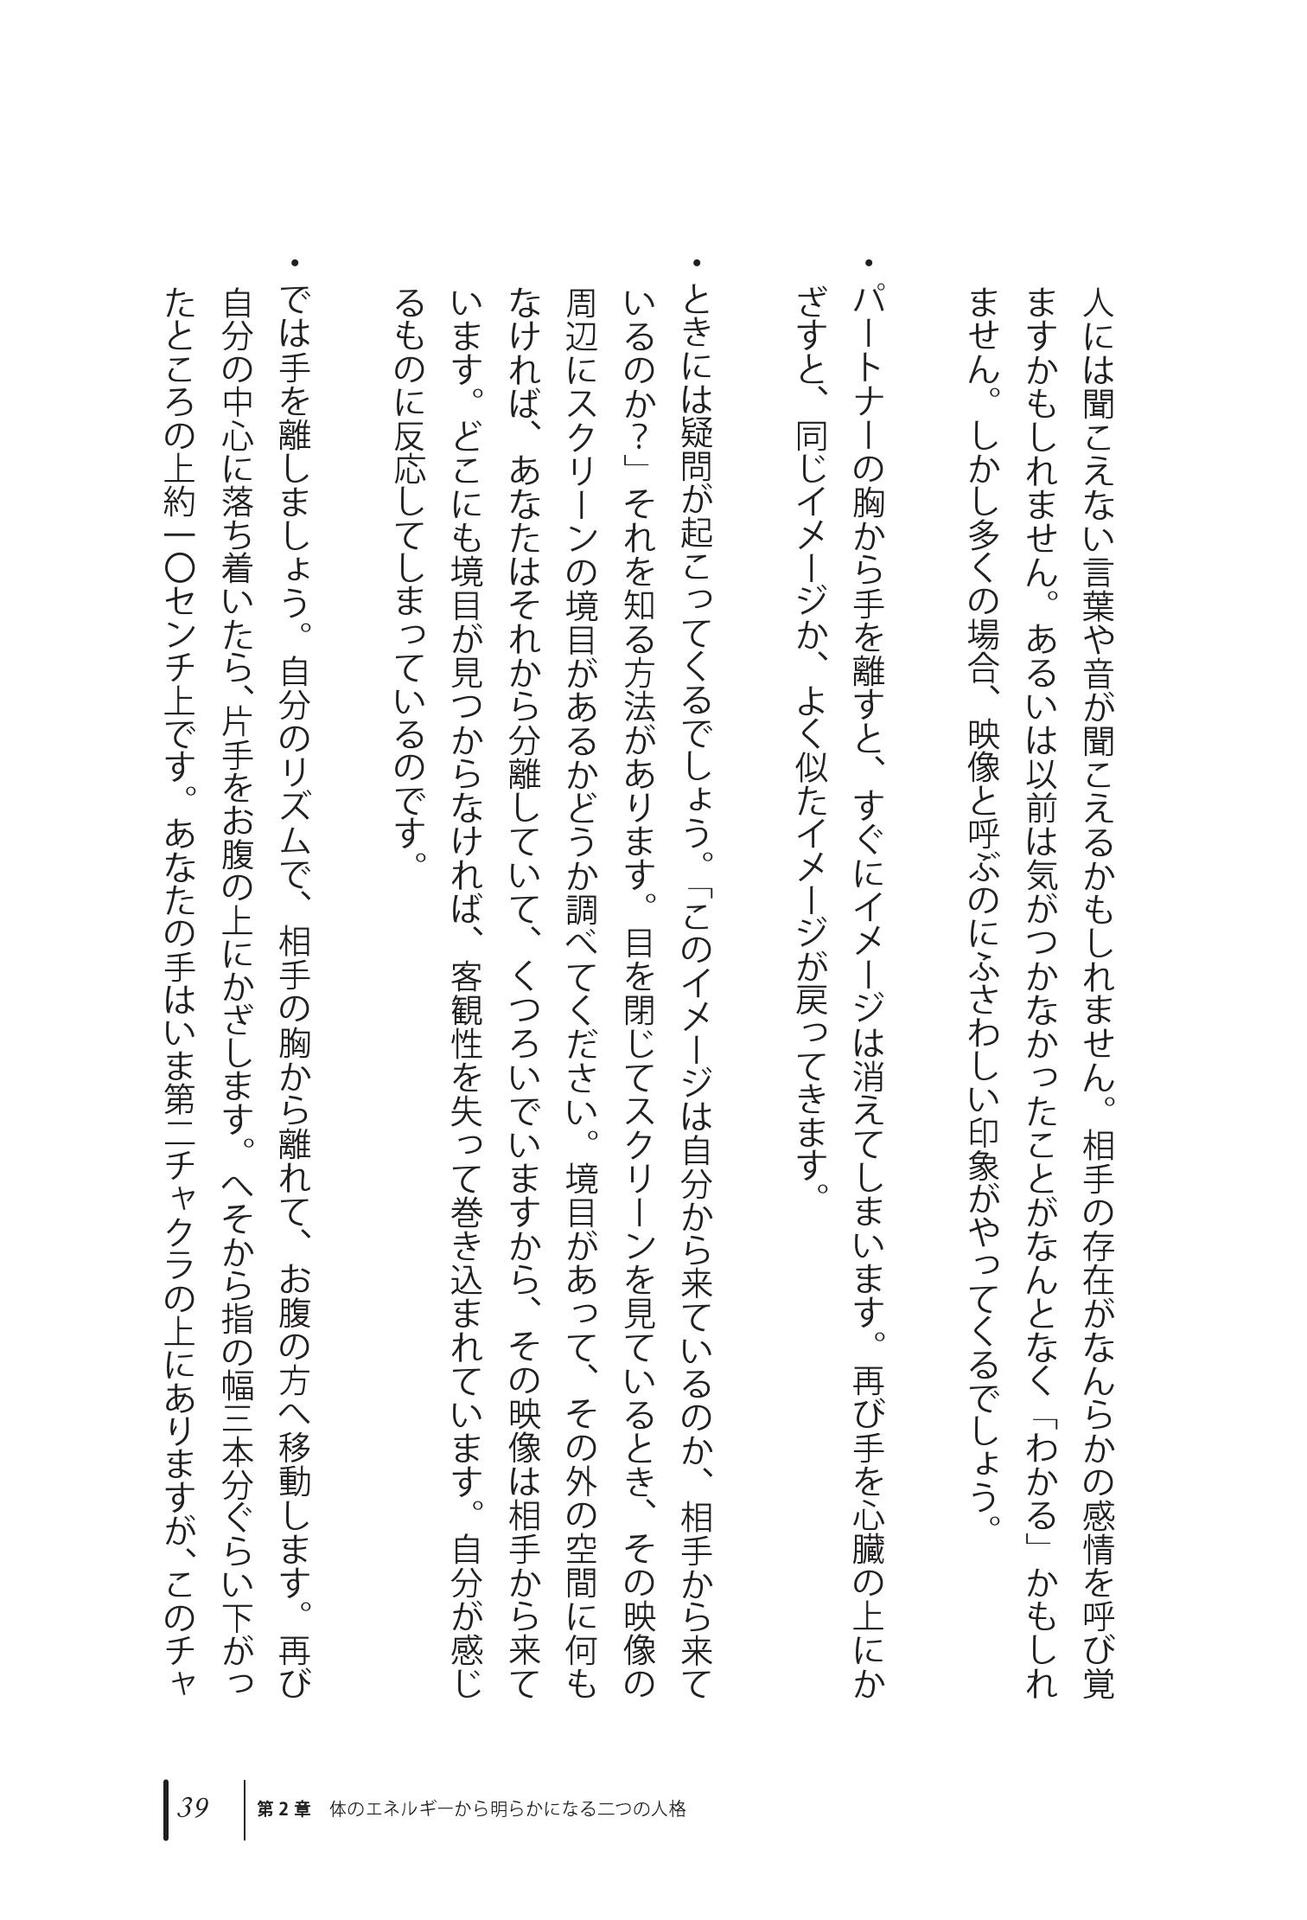 人には聞こえない言葉や音が聞こえるかもしれません。相手の存在がなんらかの感情を呼び覚
ますかもしれません。あるいは以前は気がつかなかったことがなんとなく「わかる」かもしれ
ません。しかし多くの場合、映像と呼ぶのにふさわしい印象がやってくるでしょう。
・パートナーの胸から手を離すと、すぐにイメージは消えてしまいます。再び手を心臓の上にか
ざすと、同じイメージか、よく似たイメージが戻ってきます。
・ときには疑問が起こってくるでしょう。「このイメージは自分から来ているのか、相手から来て
いるのか？」それを知る方法があります。目を閉じてスクリーンを見ているとき、その映像の
周辺にスクリーンの境目があるかどうか調べてください。境目があって、その外の空間に何も
なければ、あなたはそれから分離していて、くつろいでいますから、その映像は相手から来て
います。どこにも境目が見つからなければ、客観性を失って巻き込まれています。自分が感じ
るものに反応してしまっているのです。
・では手を離しましょう。自分のリズムで、相手の胸から離れて、お腹の方へ移動します。再び
自分の中心に落ち着いたら、片手をお腹の上にかざします。へそから指の幅三本分ぐらい下がっ
たところの上約一〇センチ上です。あなたの手はいま第二チャクラの上にありますが、このチャ
39 第2章 体のエネルギーから明らかになる二つの人格